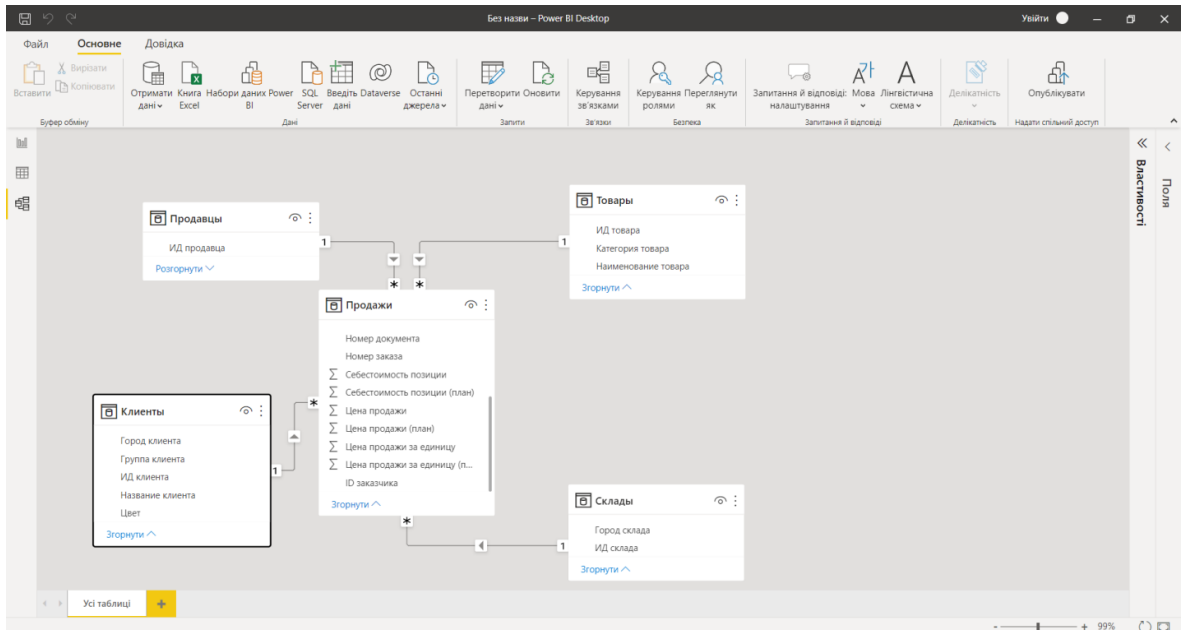 Без назви – Power BI Desktop
Увійти
Файл Основне Довідка
Вставити
Вирізати
Копіювати
Буфер обміну
Отримати дані
Книга Excel
Набори даних Power BI
SQL Server
Введіть дані
Dataverse
Останні джерела
Дані
Перетворити дані
Оновити
Запити
Керування зв'язками
Зв'язки
Керування ролями
Переглянути як
Безпека
Запитання й відповіді: налаштування
Мова
Лінгвістична схема
Запитання й відповіді
Делікатність
Делікатність
Опублікувати
Надати спільний доступ
Властивості
Поля
Продавцы
ИД продавца
Розгорнути
1
Товары
ИД товара
Категория товара
Наименование товара
Згорнути
1
* *
Продажи
Номер документа
Номер заказа
Σ Себестоимость позиции
Σ Себестоимость позиции (план)
Σ Цена продажи
Σ Цена продажи (план)
Σ Цена продажи за единицу
Σ Цена продажи за единицу (п...
ID заказчика
Згорнути
*
*
Клиенты
Город клиента
Группа клиента
ИД клиента
Название клиента
Цвет
Згорнути
1
Склады
Город склада
ИД склада
Згорнути
1
Усі таблиці +
- + 99%